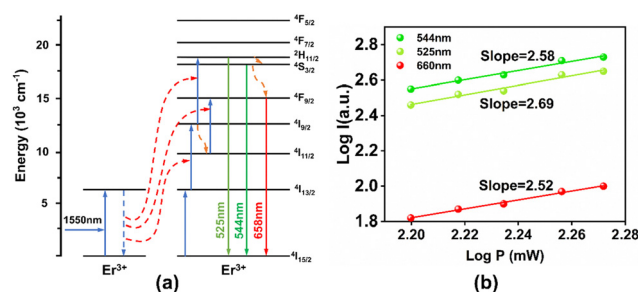 Energy (10³ cm⁻¹)
20
15
10
5
0
⁴F₅/₂
⁴F₇/₂
²H₁₁/₂
⁴S₃/₂
⁴F₉/₂
⁴I₉/₂
⁴I₁₁/₂
⁴I₁₃/₂
⁴I₁₅/₂
1550nm
525nm
544nm
658nm
Er³⁺
Er³⁺
(a)
Log I(a.u.)
2.8
2.6
2.4
2.2
2.0
1.8
544nm
525nm
660nm
Slope=2.58
Slope=2.69
Slope=2.52
2.20 2.22 2.24 2.26 2.28
Log P (mW)
(b)